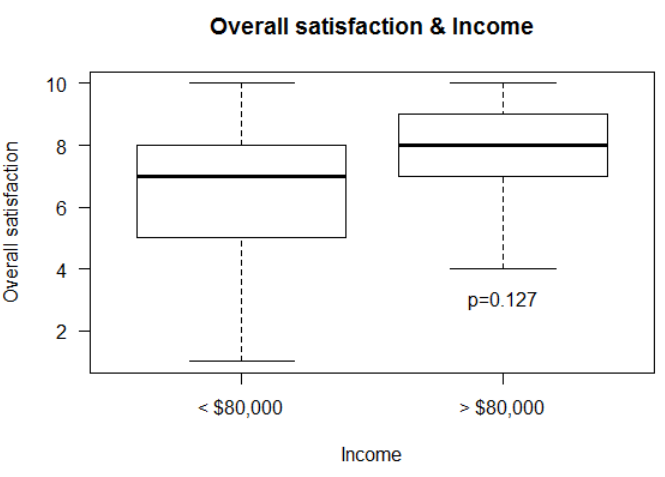 Overall satisfaction & Income
Overall satisfaction
10
8
6
4
2
p=0.127
< $80,000
> $80,000
Income